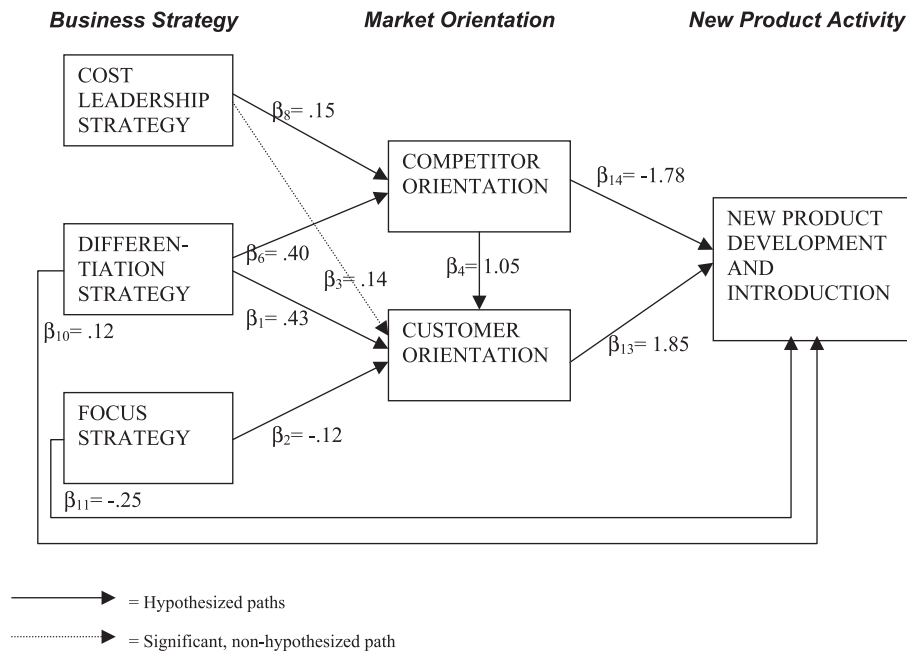 Business Strategy
Market Orientation
New Product Activity
COST
LEADERSHIP
STRATEGY
β8= .15
COMPETITOR
ORIENTATION
β14= -1.78
NEW PRODUCT
DEVELOPMENT
AND
INTRODUCTION
DIFFEREN-
TIATION
STRATEGY
β6= .40
β3= .14
β4= 1.05
β1= .43
β10= .12
CUSTOMER
ORIENTATION
β13= 1.85
FOCUS
STRATEGY
β2= -.12
β11= -.25
= Hypothesized paths
= Significant, non-hypothesized path